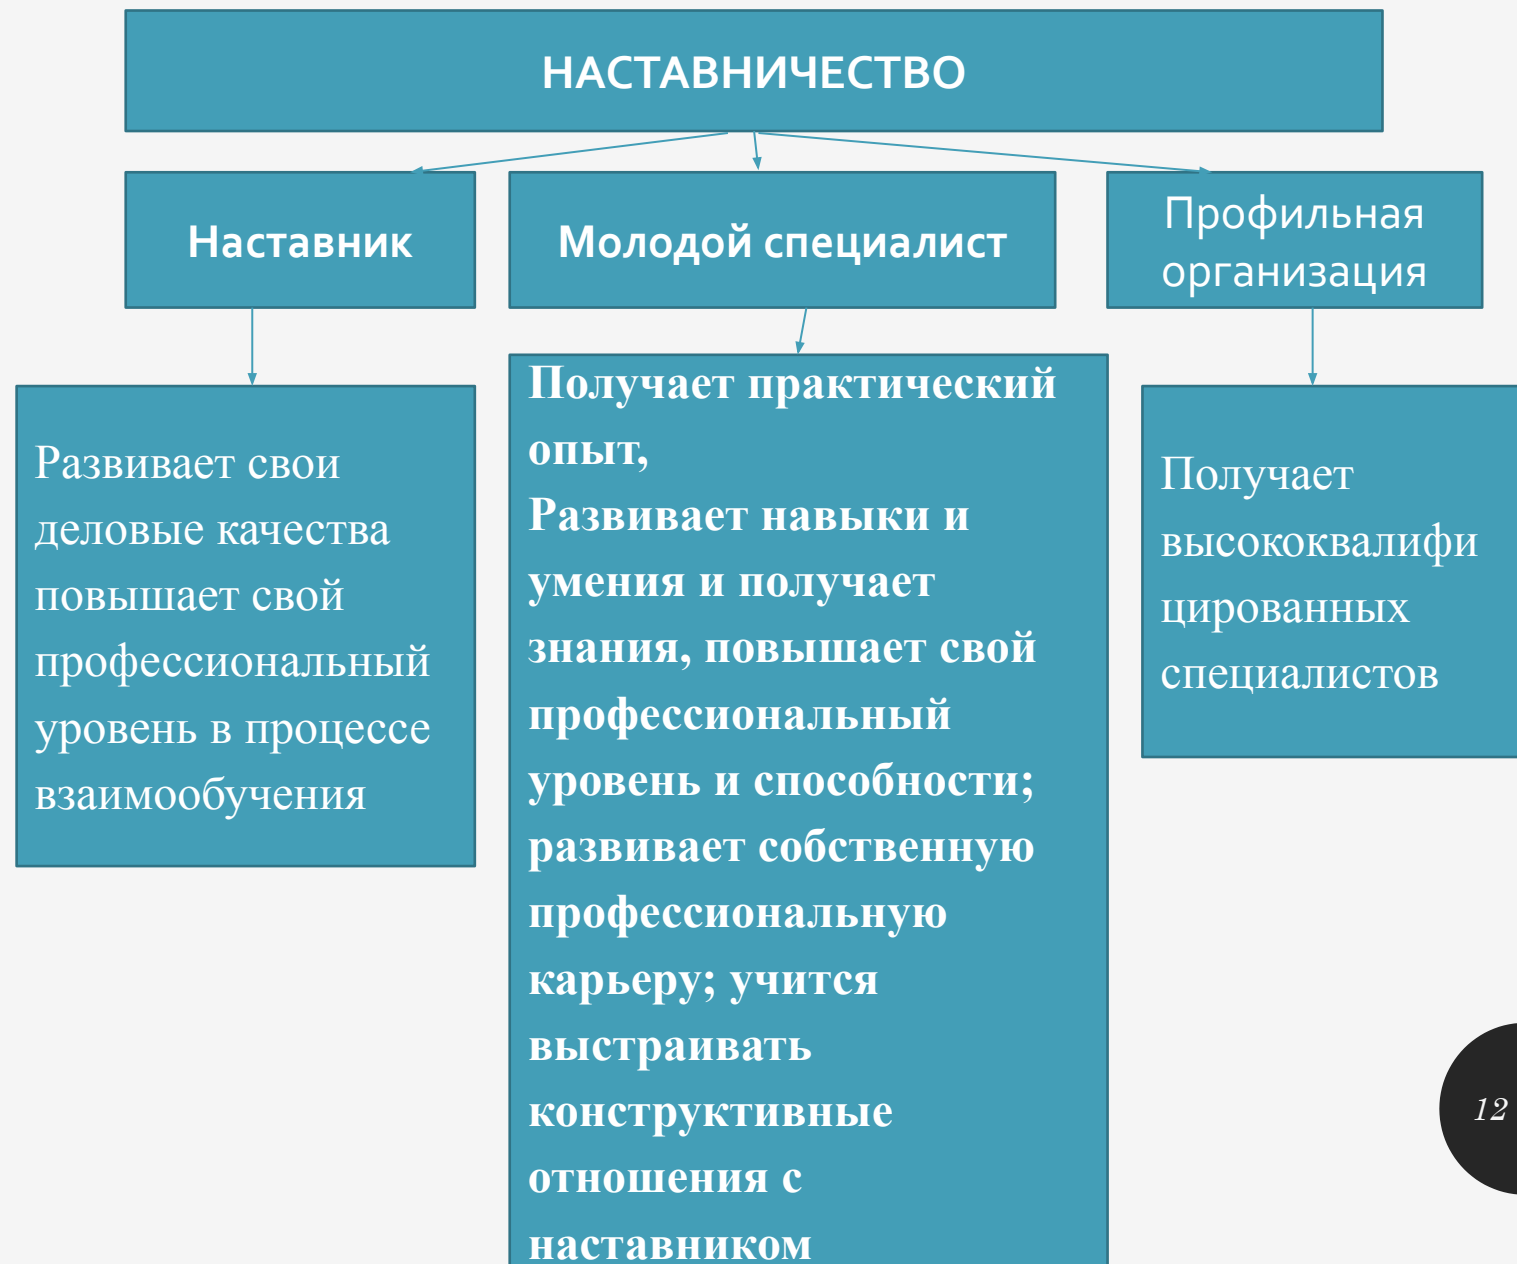 НАСТАВНИЧЕСТВО
Наставник
Молодой специалист
Профильная
организация
Развивает свои
деловые качества
повышает свой
профессиональный
уровень в процессе
взаимообучения
Получает практический
опыт,
Развивает навыки и
умения и получает
знания, повышает свой
профессиональный
уровень и способности;
развивает собственную
профессиональную
карьеру; учится
выстраивать
конструктивные
отношения с
наставником
Получает
высококвалифи
цированных
специалистов
12